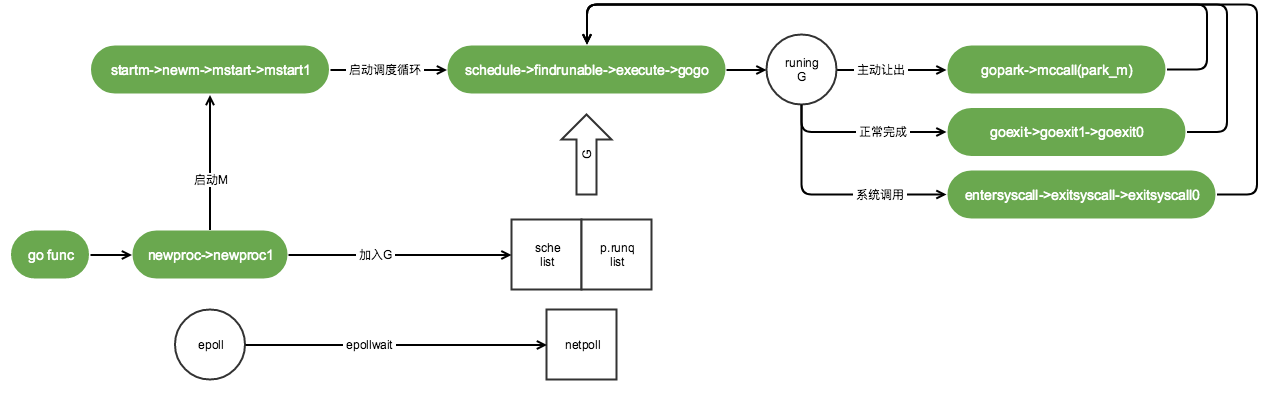 startm->newm->mstart->mstart1
启动调度循环
schedule->findrunable->execute->gogo
runing
G
主动让出
gopark->mccall(park_m)
正常完成
goexit->goexit1->goexit0
系统调用
entersyscall->exitsyscall->exitsyscall0
G
启动M
go func
newproc->newproc1
加入G
sche
list
p.runq
list
epoll
epollwait
netpoll